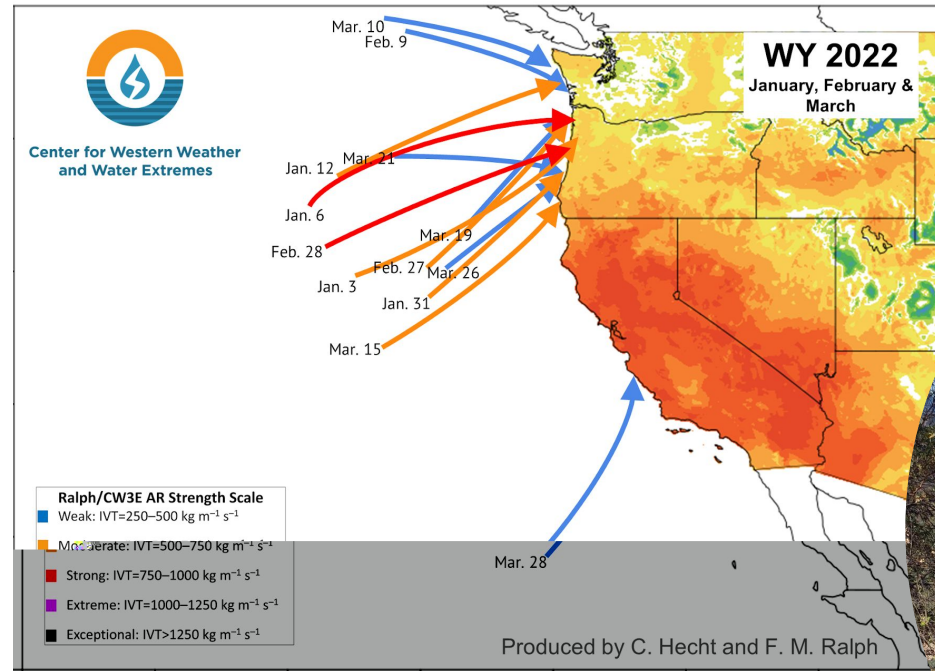 Mar. 10
Feb. 9
WY 2022
January, February &
March
Center for Western Weather
and Water Extremes
Jan. 12
Mar. 21
Jan. 6
Feb. 28
Mar. 19
Feb. 27
Mar. 26
Jan. 3
Jan. 31
Mar. 15
Ralph/CW3E AR Strength Scale
Weak: IVT=250–500 kg m⁻¹ s⁻¹
Moderate: IVT=500–750 kg m⁻¹ s⁻¹
Strong: IVT=750–1000 kg m⁻¹ s⁻¹
Extreme: IVT=1000–1250 kg m⁻¹ s⁻¹
Exceptional: IVT>1250 kg m⁻¹ s⁻¹
Mar. 28
Produced by C. Hecht and F. M. Ralph